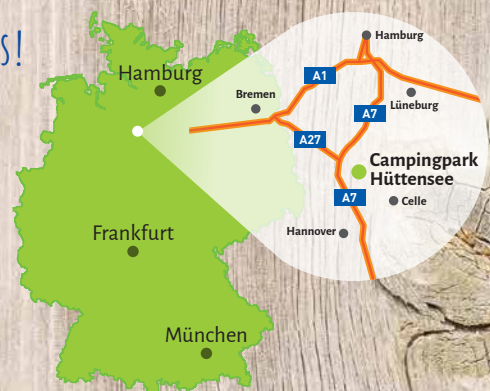 s!
Hamburg
Hamburg
A1
Bremen
Lüneburg
A7
A27
Campingpark
Hüttensee
A7
Celle
Hannover
Frankfurt
München